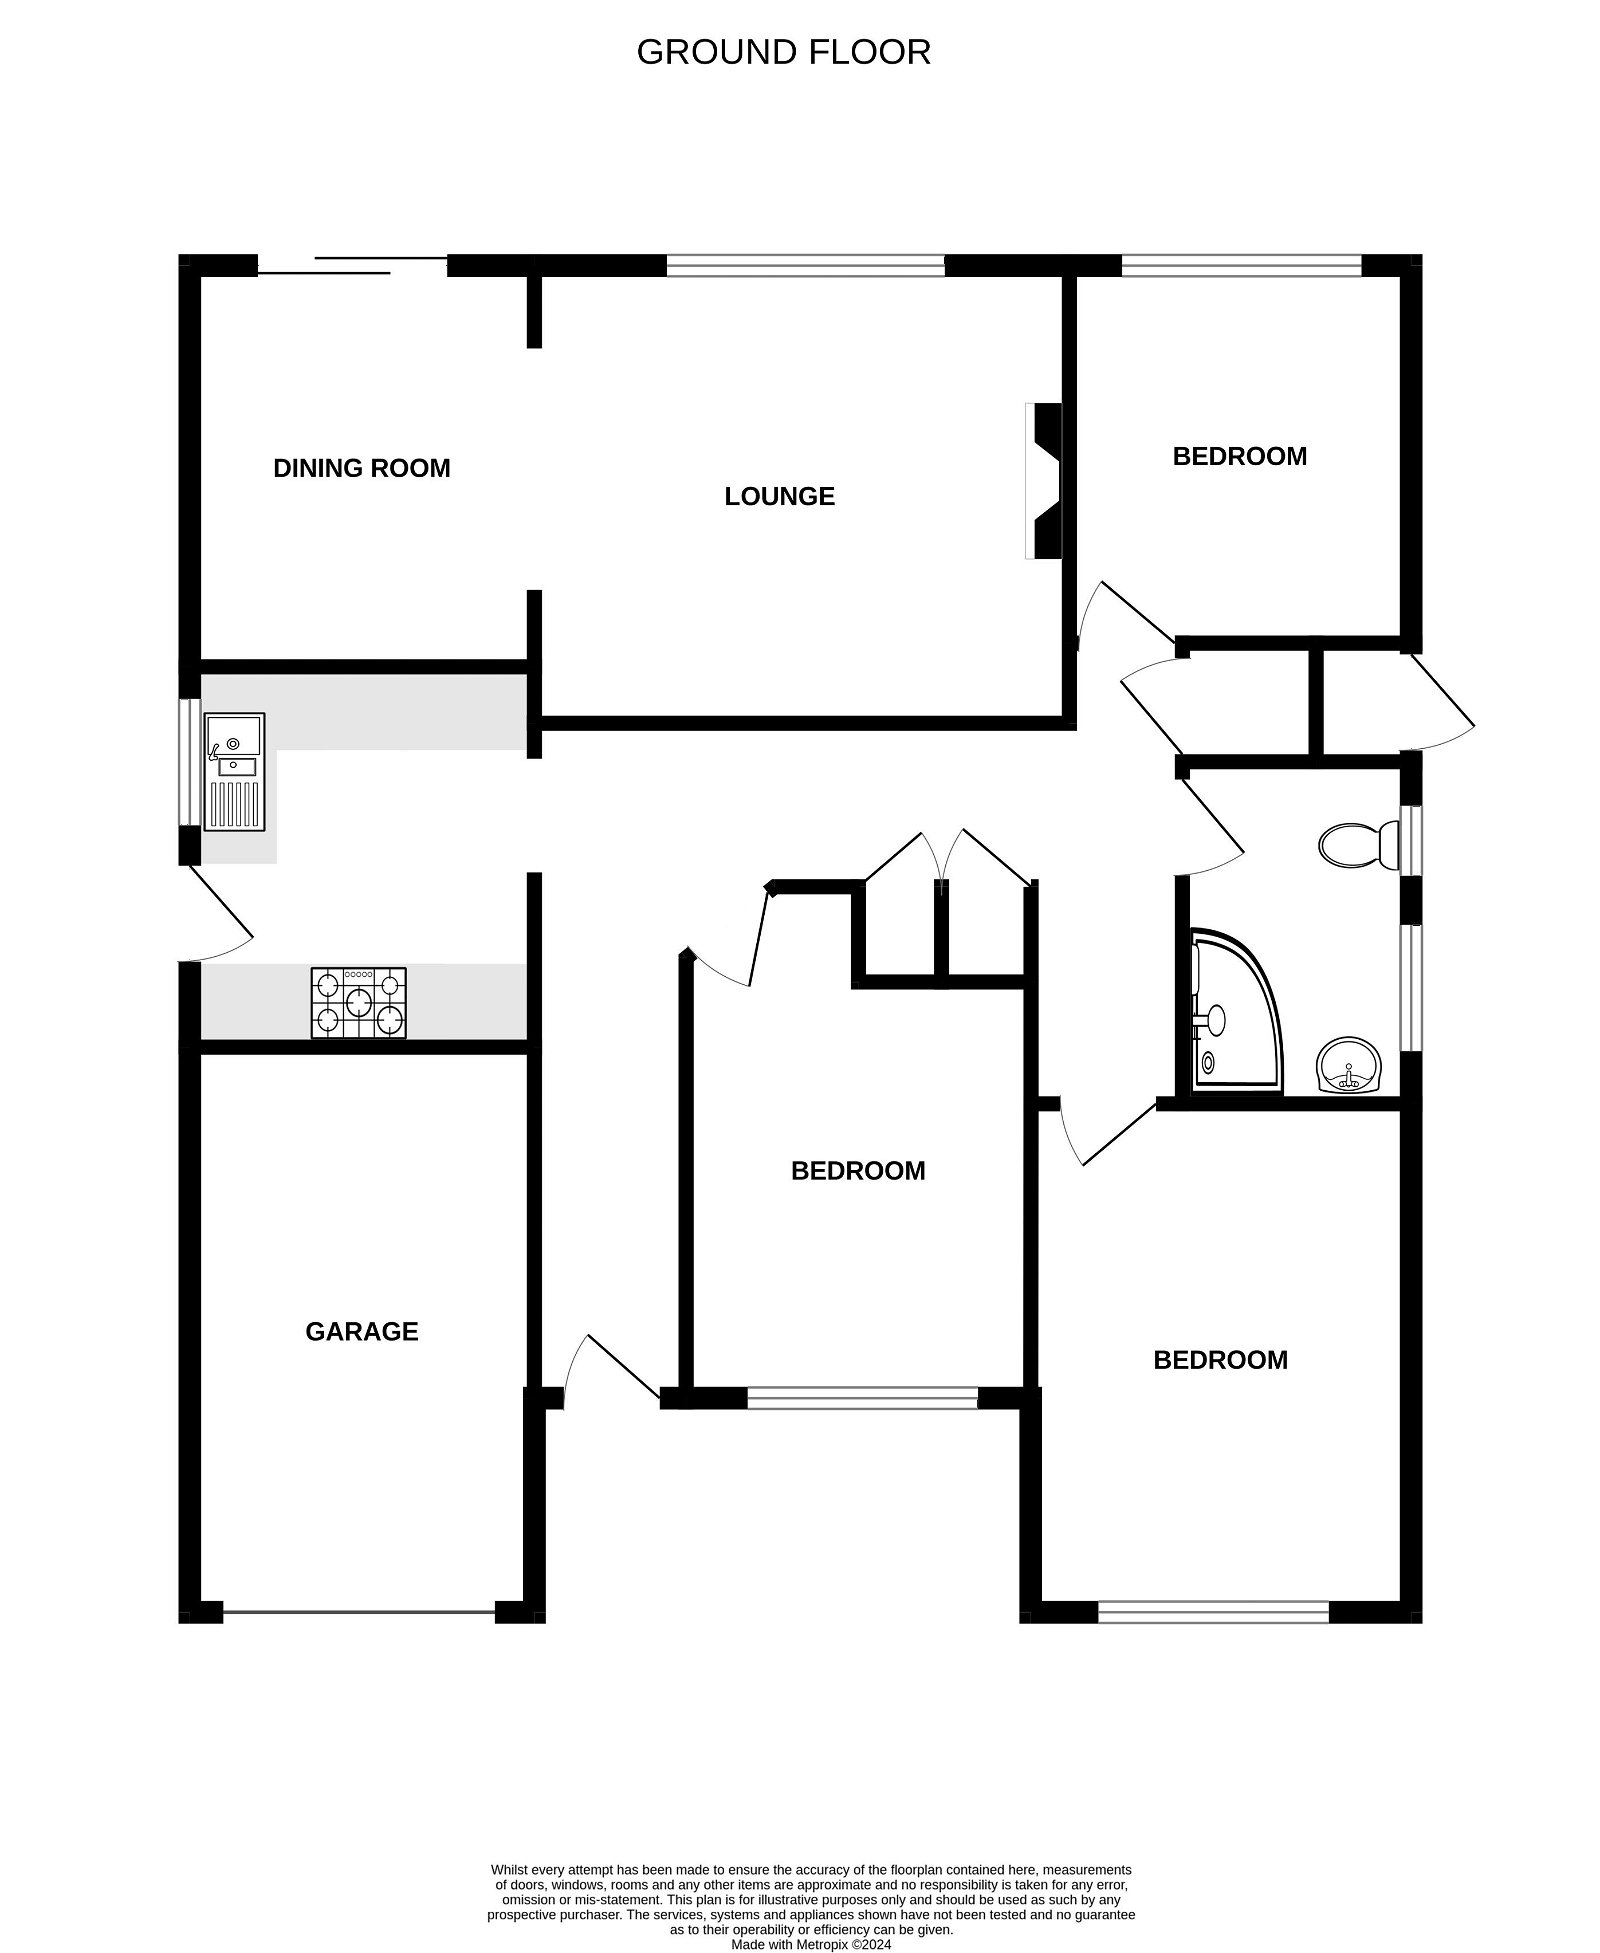 GROUND FLOOR
DINING ROOM
LOUNGE
BEDROOM
BEDROOM
GARAGE
BEDROOM
Whilst every attempt has been made to ensure the accuracy of the floorplan contained here, measurements
of doors, windows, rooms and any other items are approximate and no responsibility is taken for any error,
omission or mis-statement. This plan is for illustrative purposes only and should be used as such by any
prospective purchaser. The services, systems and appliances shown have not been tested and no guarantee
as to their operability or efficiency can be given.
Made with Metropix ©2024